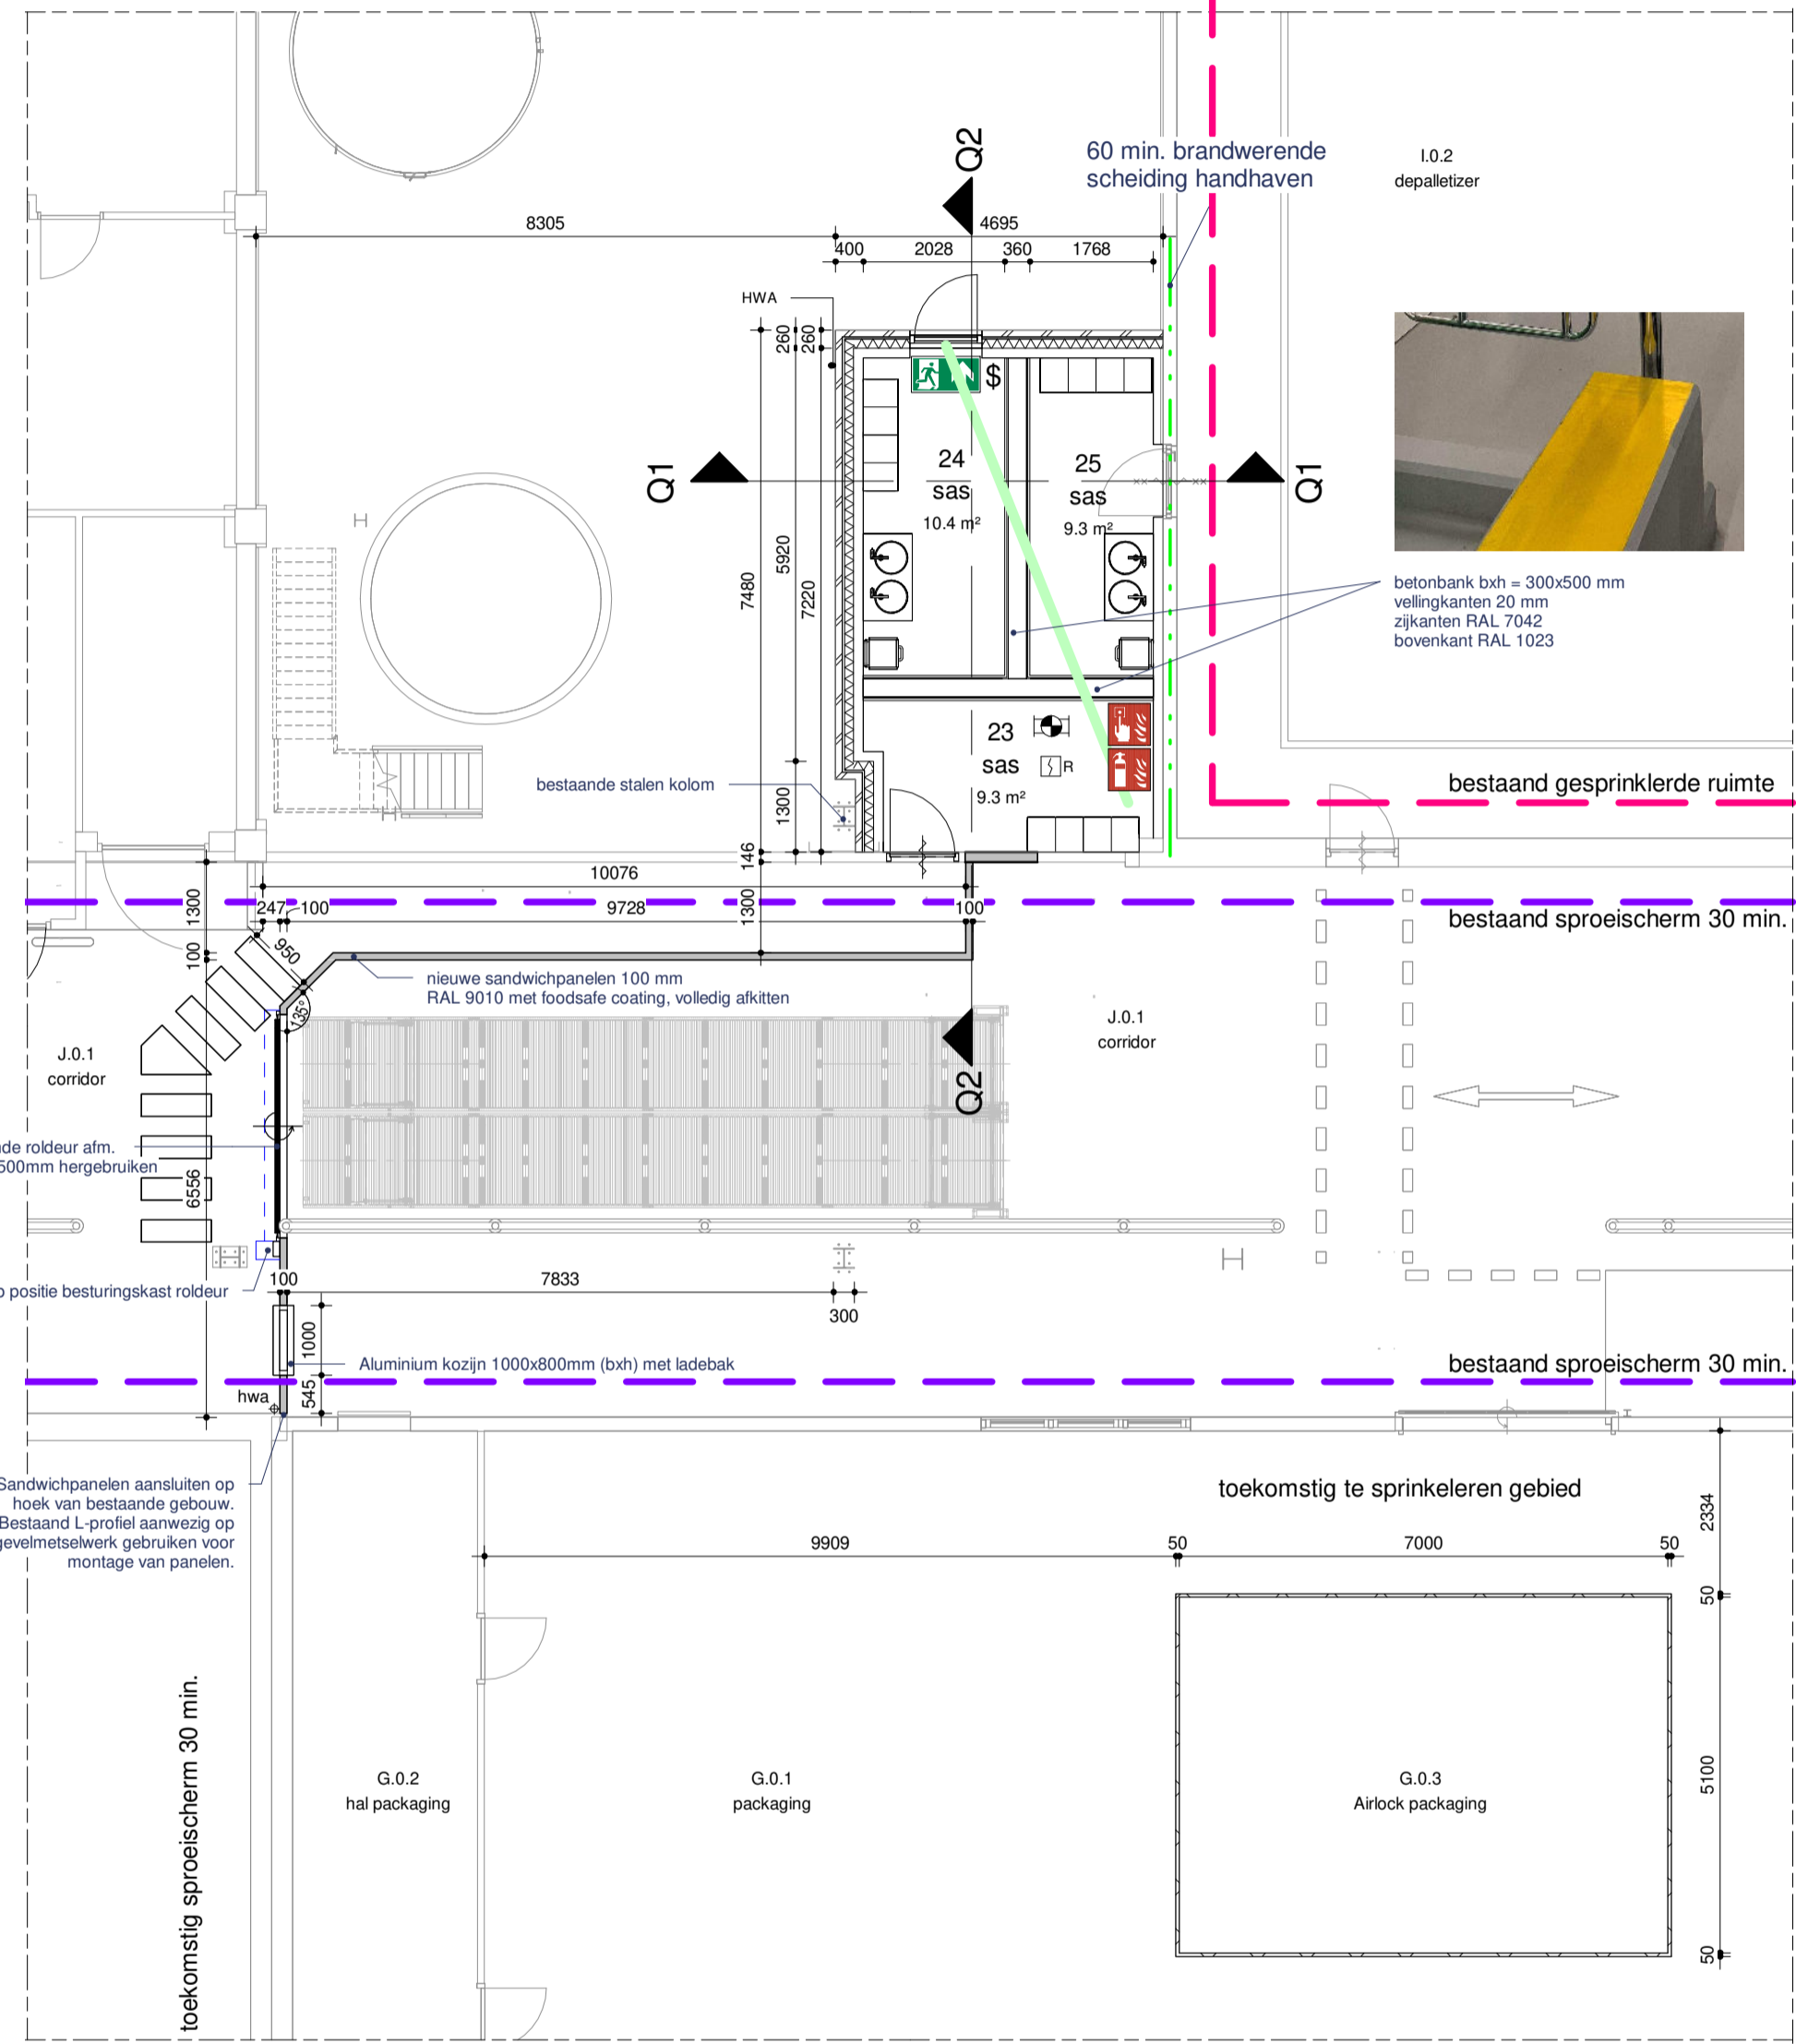 Q2
60 min. brandwerende
scheiding handhaven
I.0.2
depalletizer
8305
4695
400
2028
360
1768
HWA
260
260
$
Q1
24
sas
10.4 m²
25
sas
9.3 m²
Q1
5920
7480
7220
betonbank bxh = 300x500 mm
vellingkanten 20 mm
zijkanten RAL 7042
bovenkant RAL 1023
23
sas
R
9.3 m²
bestaande stalen kolom
1300
bestaand gesprinklerde ruimte
146
10076
1300
247
100
9728
1300
100
bestaand sproeischerm 30 min.
100
950
nieuwe sandwichpanelen 100 mm
RAL 9010 met foodsafe coating, volledig afkitten
135°
J.0.1
corridor
J.0.1
corridor
Q2
nde roldeur afm.
500mm hergebruiken
6556
100
7833
o positie besturingskast roldeur
300
1000
Aluminium kozijn 1000x800mm (bxh) met ladebak
bestaand sproeischerm 30 min.
hwa
545
Sandwichpanelen aansluiten op
hoek van bestaande gebouw.
Bestaand L-profiel aanwezig op
gevelmetselwerk gebruiken voor
montage van panelen.
toekomstig te sprinkeleren gebied
2334
9909
50
7000
50
50
toekomstig sproeischerm 30 min.
G.0.2
hal packaging
G.0.1
packaging
G.0.3
Airlock packaging
5100
50